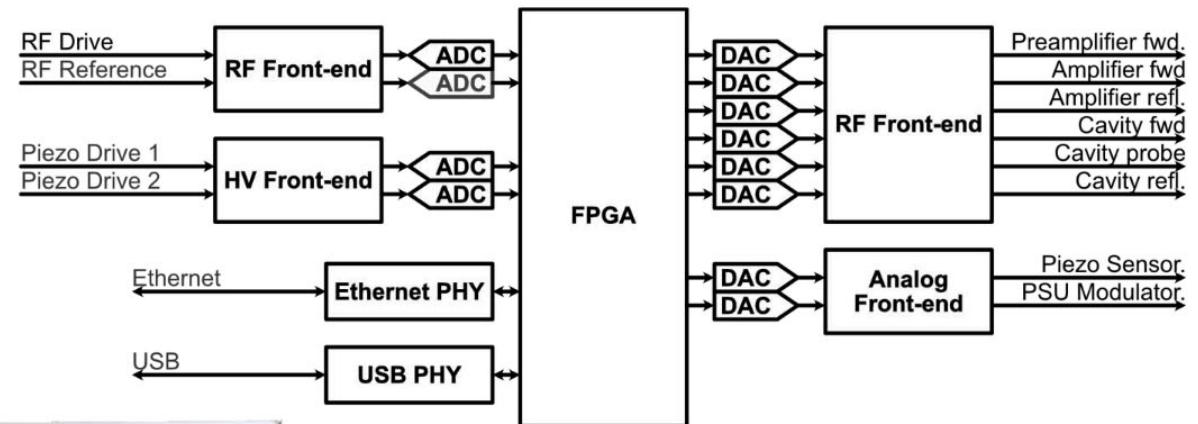 RF Drive
RF Reference
RF Front-end
ADC
ADC
Piezo Drive 1
Piezo Drive 2
HV Front-end
ADC
ADC
Ethernet
Ethernet PHY
USB
USB PHY
FPGA
DAC
DAC
DAC
DAC
DAC
DAC
RF Front-end
Preamplifier fwd.
Amplifier fwd
Amplifier refl.
Cavity fwd
Cavity probe
Cavity refl.
DAC
DAC
Analog
Front-end
Piezo Sensor.
PSU Modulator.